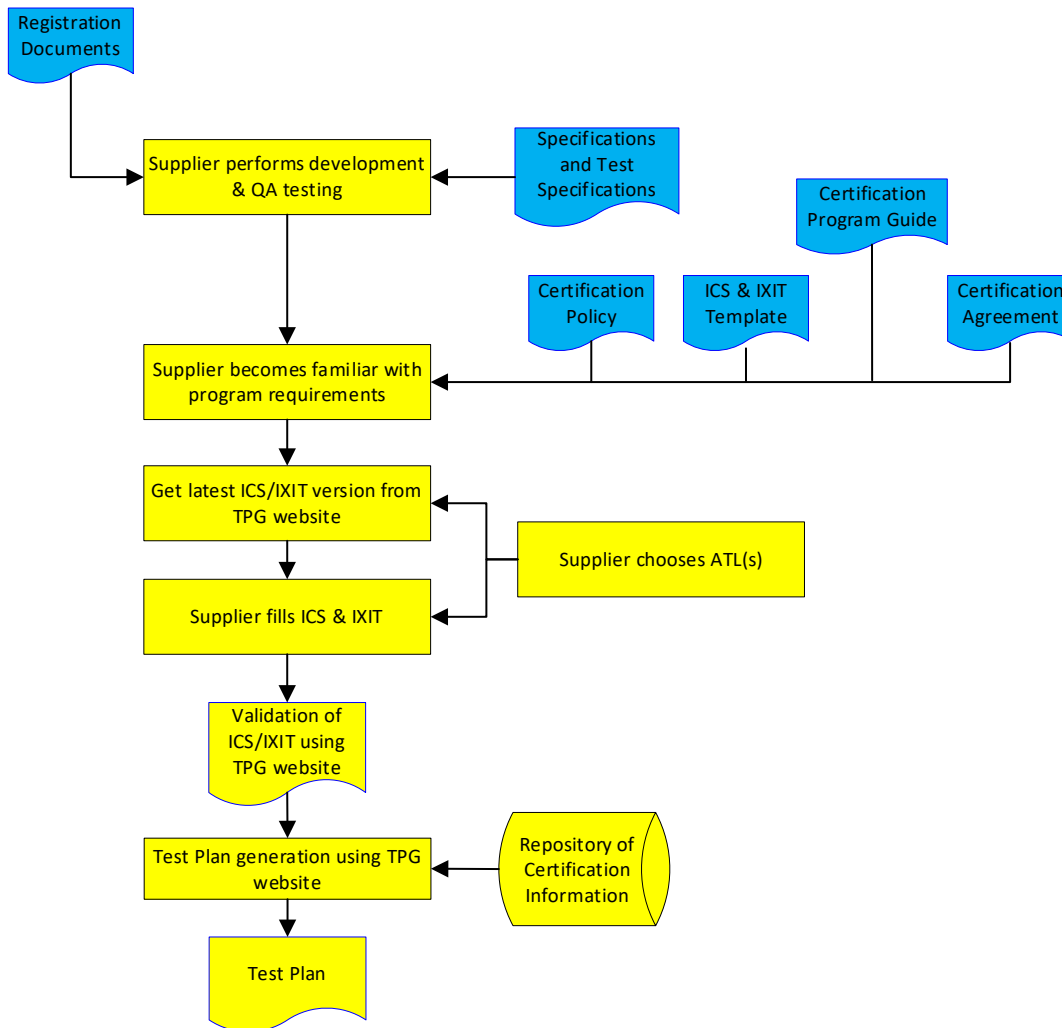 Registration
Documents
Supplier performs development
& QA testing
Specifications
and Test
Specifications
Certification
Program Guide
Certification
Policy
ICS & IXIT
Template
Certification
Agreement
Supplier becomes familiar with
program requirements
Get latest ICS/IXIT version from
TPG website
Supplier chooses ATL(s)
Supplier fills ICS & IXIT
Validation of
ICS/IXIT using
TPG website
Test Plan generation using TPG
website
Repository of
Certification
Information
Test Plan